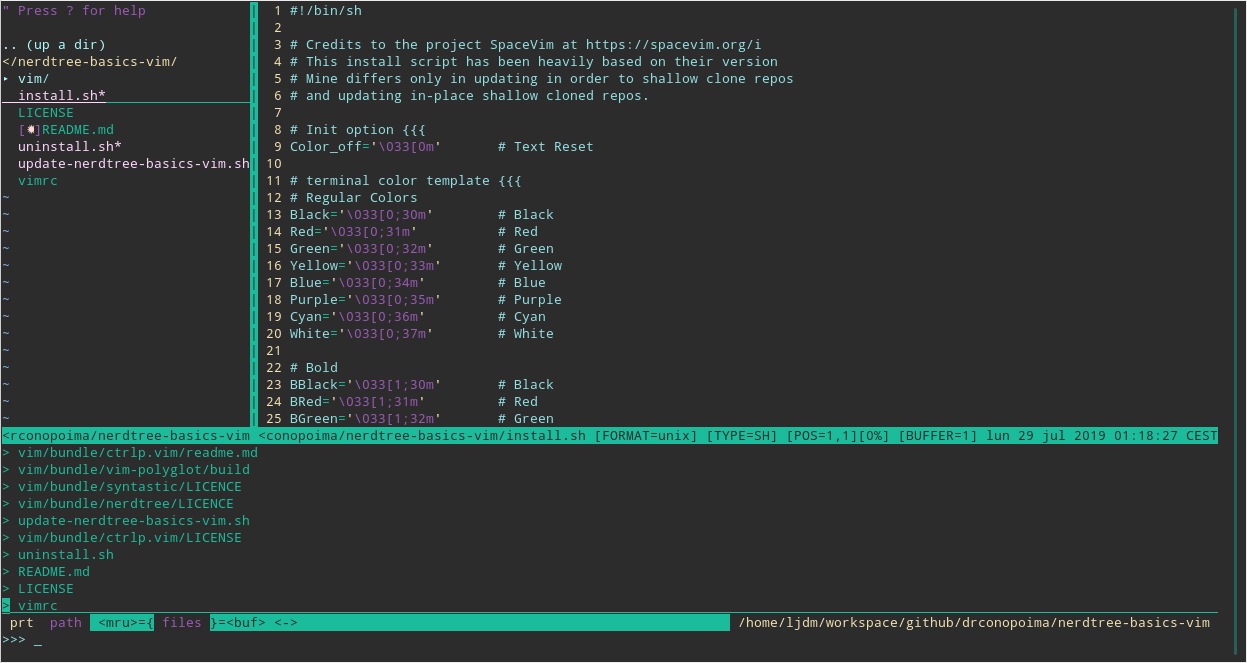 " Press ? for help
.. (up a dir)
</nerdtree-basics-vim/
▸ vim/
install.sh*
LICENSE
[✹]README.md
uninstall.sh*
update-nerdtree-basics-vim.sh
vimrc
~
~
~
~
~
~
~
~
~
~
~
~
~
~
1 #!/bin/sh
2
3 # Credits to the project SpaceVim at https://spacevim.org/i
4 # This install script has been heavily based on their version
5 # Mine differs only in updating in order to shallow clone repos
6 # and updating in-place shallow cloned repos.
7
8 # Init option {{{
9 Color_off='\033[0m'       # Text Reset
10
11 # terminal color template {{{
12 # Regular Colors
13 Black='\033[0;30m'        # Black
14 Red='\033[0;31m'          # Red
15 Green='\033[0;32m'        # Green
16 Yellow='\033[0;33m'       # Yellow
17 Blue='\033[0;34m'         # Blue
18 Purple='\033[0;35m'       # Purple
19 Cyan='\033[0;36m'         # Cyan
20 White='\033[0;37m'        # White
21
22 # Bold
23 BBlack='\033[1;30m'       # Black
24 BRed='\033[1;31m'         # Red
25 BGreen='\033[1;32m'       # Green
<rconopoima/nerdtree-basics-vim <conopoima/nerdtree-basics-vim/install.sh [FORMAT=unix] [TYPE=SH] [POS=1,1][0%] [BUFFER=1] lun 29 jul 2019 01:18:27 CEST
> vim/bundle/ctrlp.vim/readme.md
> vim/bundle/vim-polyglot/build
> vim/bundle/syntastic/LICENCE
> vim/bundle/nerdtree/LICENCE
> update-nerdtree-basics-vim.sh
> vim/bundle/ctrlp.vim/LICENSE
> uninstall.sh
> README.md
> LICENSE
> vimrc
prt  path  <mru>={ files }=<buf> <-> /home/ljdm/workspace/github/drconopoima/nerdtree-basics-vim
>>> _